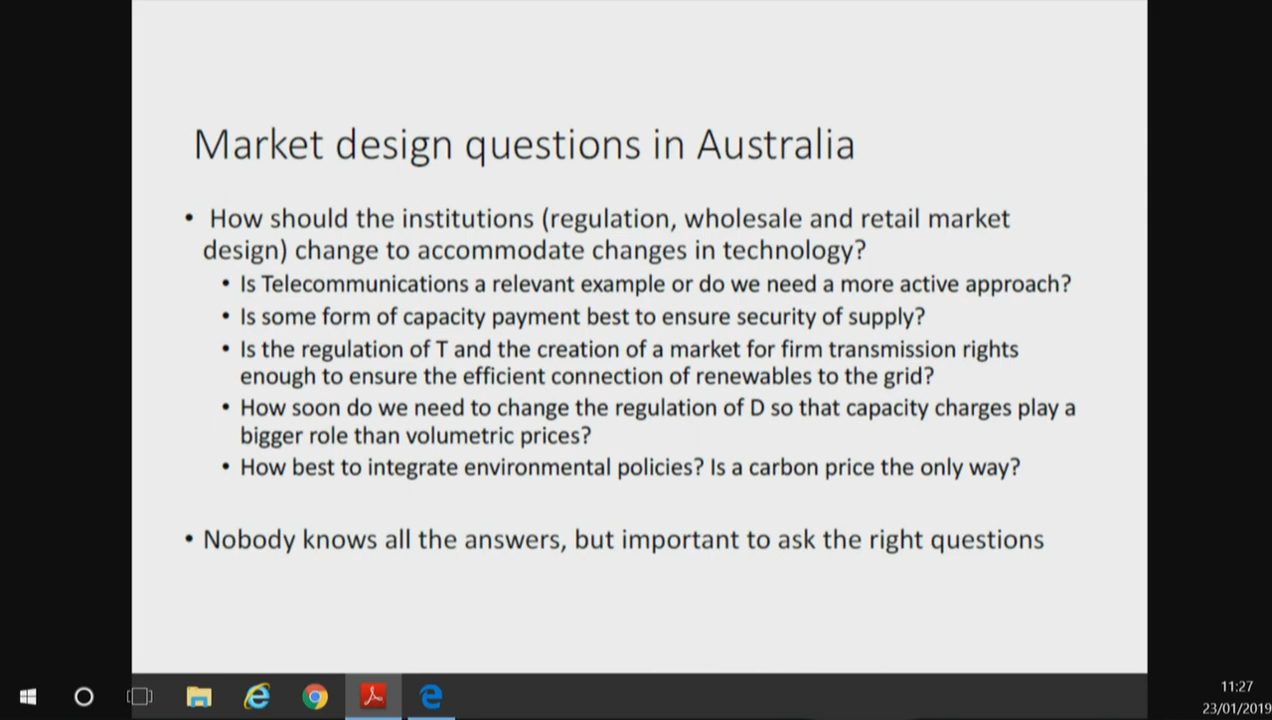 Market design questions in Australia
• How should the institutions (regulation, wholesale and retail market
design) change to accommodate changes in technology?
• Is Telecommunications a relevant example or do we need a more active approach?
• Is some form of capacity payment best to ensure security of supply?
• Is the regulation of T and the creation of a market for firm transmission rights
enough to ensure the efficient connection of renewables to the grid?
• How soon do we need to change the regulation of D so that capacity charges play a
bigger role than volumetric prices?
• How best to integrate environmental policies? Is a carbon price the only way?
• Nobody knows all the answers, but important to ask the right questions
11:27
23/01/2019